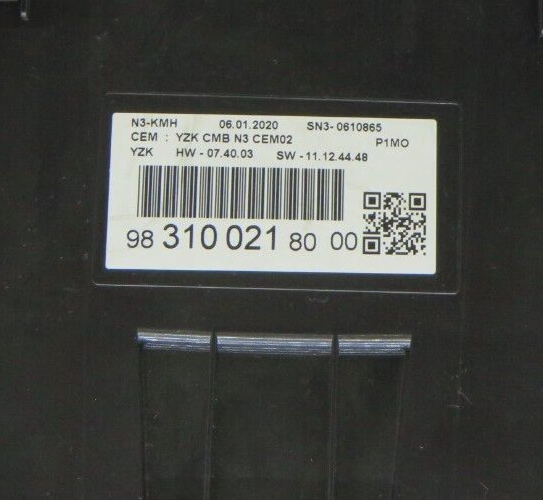 N3-KMH 06.01.2020 SN3- 0610865
CEM : YZK CMB N3 CEM02 P1MO
YZK HW - 07.40.03 SW - 11.12.44.48
98 310 021 80 00